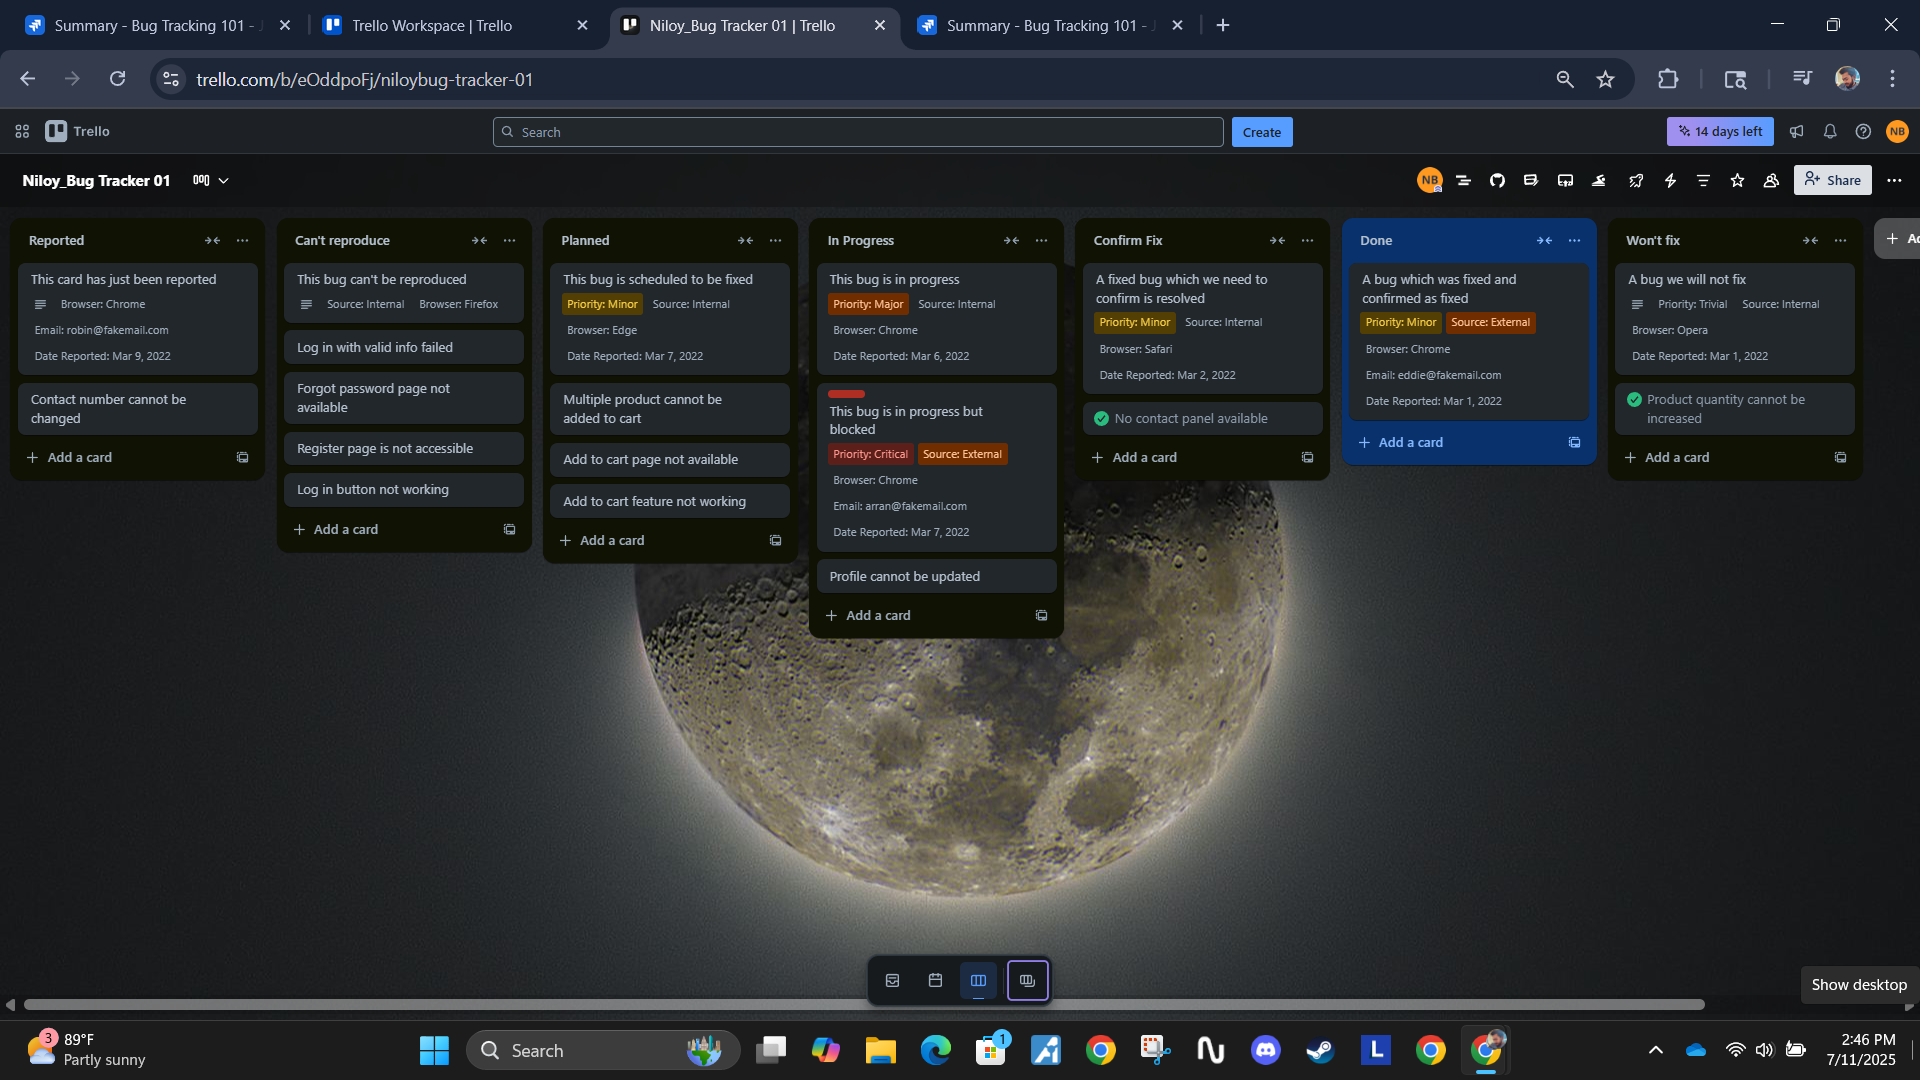 Summary - Bug Tracking 101 -
Trello Workspace | Trello
Niloy_Bug Tracker 01 | Trello
Summary - Bug Tracking 101 -
trello.com/b/eOddpoFj/niloybug-tracker-01
Trello
Search
Create
14 days left
NB
Niloy_Bug Tracker 01
NB
Share
Reported
This card has just been reported
Browser: Chrome
Email: robin@fakemail.com
Date Reported: Mar 9, 2022
Contact number cannot be
changed
Add a card
Can't reproduce
This bug can't be reproduced
Source: Internal
Browser: Firefox
Log in with valid info failed
Forgot password page not
available
Register page is not accessible
Log in button not working
Add a card
Planned
This bug is scheduled to be fixed
Priority: Minor
Source: Internal
Browser: Edge
Date Reported: Mar 7, 2022
Multiple product cannot be
added to cart
Add to cart page not available
Add to cart feature not working
Add a card
In Progress
This bug is in progress
Priority: Major
Source: Internal
Browser: Chrome
Date Reported: Mar 6, 2022
This bug is in progress but
blocked
Priority: Critical
Source: External
Browser: Chrome
Email: arran@fakemail.com
Date Reported: Mar 7, 2022
Profile cannot be updated
Add a card
Confirm Fix
A fixed bug which we need to
confirm is resolved
Priority: Minor
Source: Internal
Browser: Safari
Date Reported: Mar 2, 2022
No contact panel available
Add a card
Done
A bug which was fixed and
confirmed as fixed
Priority: Minor
Source: External
Browser: Chrome
Email: eddie@fakemail.com
Date Reported: Mar 1, 2022
Add a card
Won't fix
A bug we will not fix
Priority: Trivial
Source: Internal
Browser: Opera
Date Reported: Mar 1, 2022
Product quantity cannot be
increased
Add a card
Show desktop
3
89°F
Partly sunny
Search
1
L
2:46 PM
7/11/2025